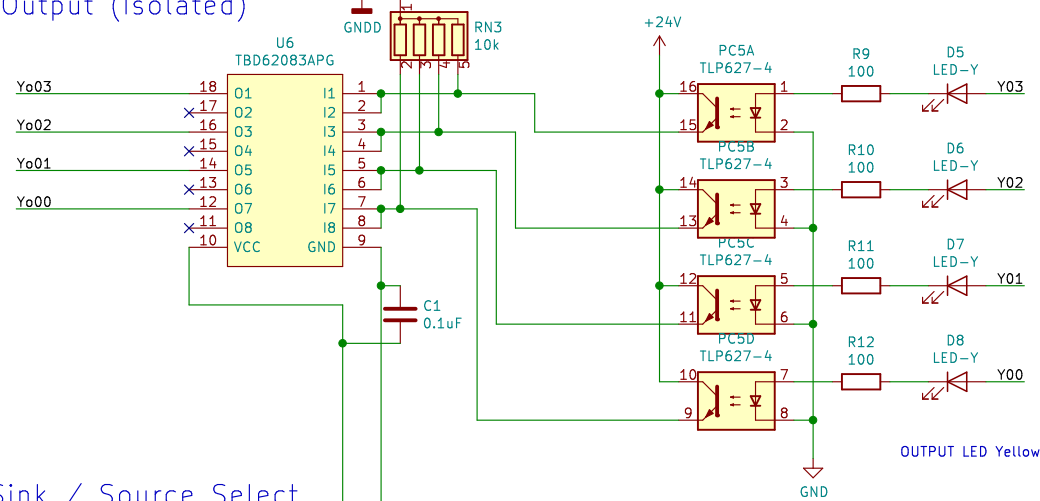 Output (Isolated)
GNDD
1
RN3
10k
2 3 4 5
+24V
U6
TBD62083APG
Yo03 18 O1 I1 1
17 O2 I2 2
Yo02 16 O3 I3 3
15 O4 I4 4
Yo01 14 O5 I5 5
13 O6 I6 6
Yo00 12 O7 I7 7
11 O8 I8 8
10 VCC GND 9
C1
0.1uF
PC5A
TLP627-4
16 1
15 2
R9
100
D5
LED-Y
Y03
PC5B
TLP627-4
14 3
13 4
R10
100
D6
LED-Y
Y02
PC5C
TLP627-4
12 5
11 6
R11
100
D7
LED-Y
Y01
PC5D
TLP627-4
10 7
9 8
R12
100
D8
LED-Y
Y00
OUTPUT LED Yellow
GND
Sink / Source Select